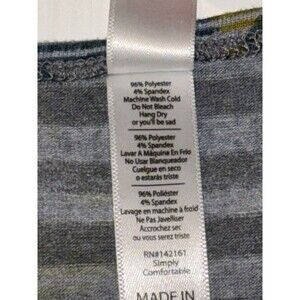 96% Polyester
4% Spandex
Machine Wash Cold
Do Not Bleach
Hang Dry
or you'll be sad
96% Polyester
4% Spandex
Lavar A Máquina En Frío
No Usar Blanqueador
Cuelgue en seco
o estarás triste
96% Poliéster
4% Spandex
Lavage en machine à froid
Ne Pas Javelliser
Accrochez sec
ou vous serez triste
RN#142161
Simply
Comfortable
MADE IN